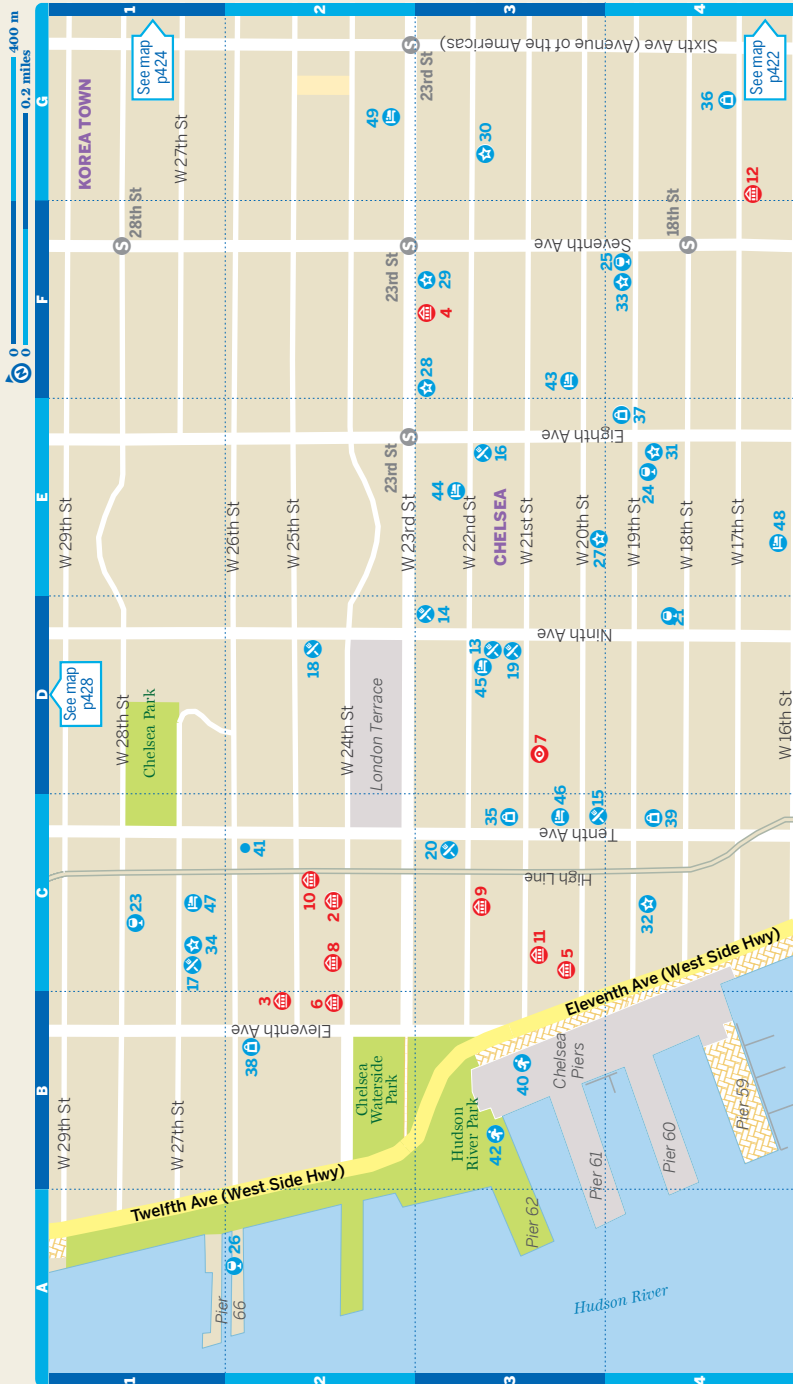 0
400 m
0
0.2 miles
A
B
C
D
E
F
G
1
2
3
4
1
2
3
4
See map
p424
See map
p422
See map
p428
KOREA TOWN
CHELSEA
W 29th St
W 29th St
W 28th St
W 27th St
W 27th St
W 26th St
W 25th St
W 24th St
W 23rd St
W 22nd St
W 21st St
W 20th St
W 19th St
W 18th St
W 17th St
W 16th St
S
28th St
S
23rd St
S
23rd St
S
23rd St
S
18th St
Sixth Ave (Avenue of the Americas)
Seventh Ave
Eighth Ave
Ninth Ave
Tenth Ave
High Line
Eleventh Ave
Eleventh Ave (West Side Hwy)
Twelfth Ave (West Side Hwy)
Chelsea Park
London Terrace
Chelsea
Waterside
Park
Hudson
River Park
Chelsea
Piers
Pier
66
Pier 62
Pier 61
Pier 60
Pier 59
Hudson River
49
30
36
12
25
33
29
4
28
43
37
16
44
31
24
27
48
14
21
18
13
45
19
7
35
46
15
39
41
20
23
47
34
17
10
2
8
9
11
5
32
3
6
38
40
42
26